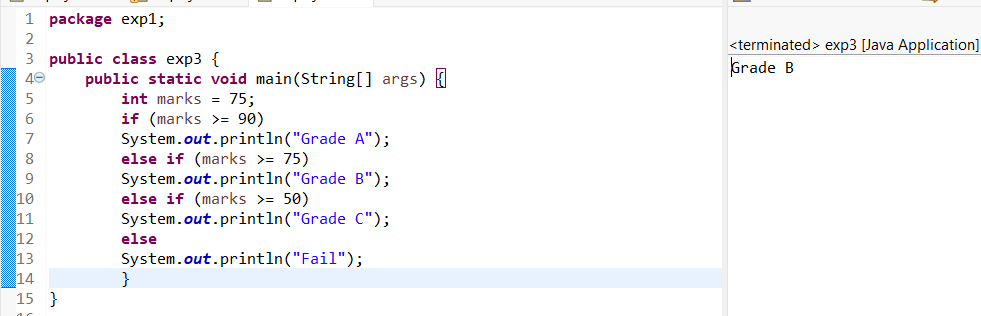 1 package exp1;
2
3 public class exp3 {
4 public static void main(String[] args) {
5 int marks = 75;
6 if (marks >= 90)
7 System.out.println("Grade A");
8 else if (marks >= 75)
9 System.out.println("Grade B");
10 else if (marks >= 50)
11 System.out.println("Grade C");
12 else
13 System.out.println("Fail");
14 }
15 }
<terminated> exp3 [Java Application]
Grade B